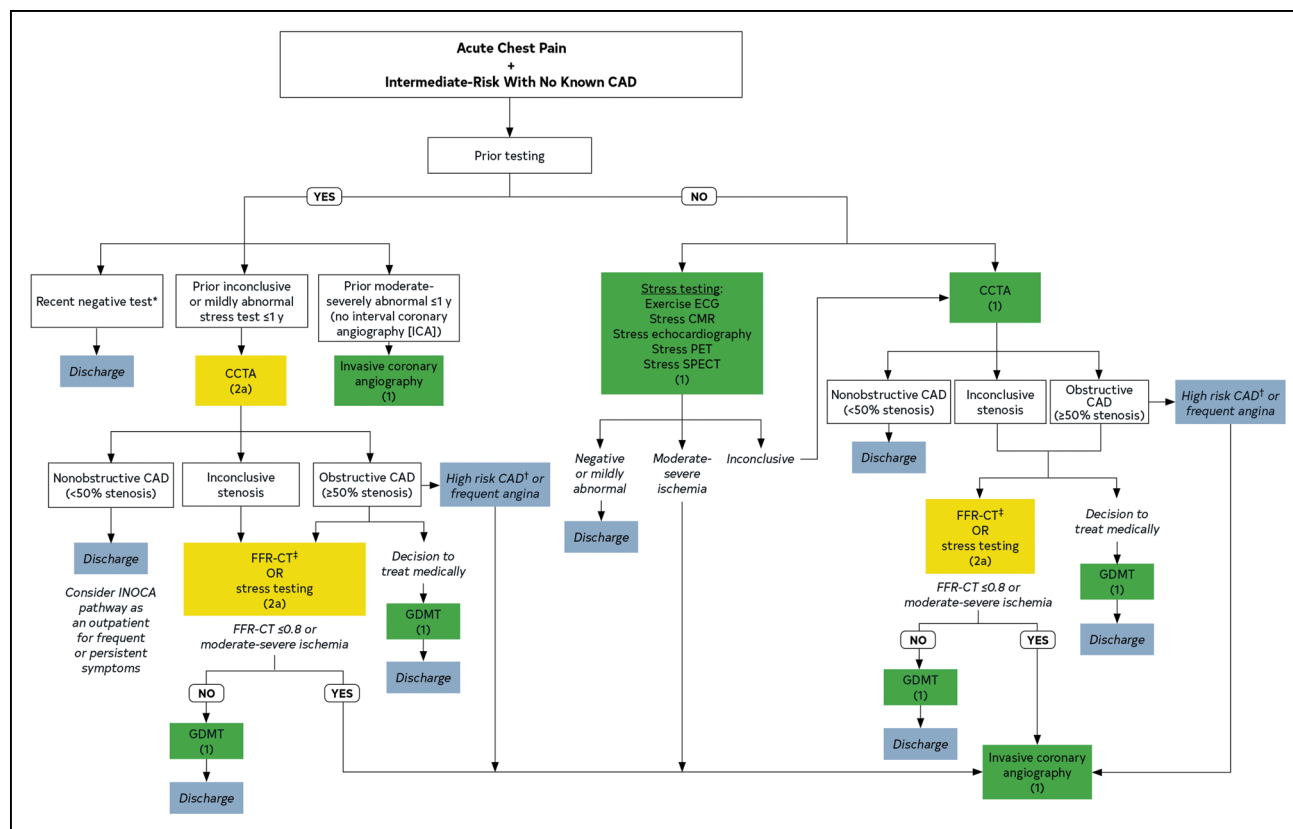 Acute Chest Pain
+
Intermediate-Risk With No Known CAD
Prior testing
YES
NO
Recent negative test*
Prior inconclusive
or mildly abnormal
stress test ≤1 y
Prior moderate-
severely abnormal ≤1 y
(no interval coronary
angiography [ICA])
Discharge
CCTA
(2a)
Invasive coronary
angiography
(1)
Nonobstructive CAD
(<50% stenosis)
Inconclusive
stenosis
Obstructive CAD
(≥50% stenosis)
High risk CAD† or
frequent angina
Discharge
Consider INOCA
pathway as
an outpatient
for frequent
or persistent
symptoms
FFR-CT‡
OR
stress testing
(2a)
Decision to
treat medically
GDMT
(1)
Discharge
FFR-CT ≤0.8 or
moderate-severe ischemia
NO
YES
GDMT
(1)
Discharge
Stress testing:
Exercise ECG
Stress CMR
Stress echocardiography
Stress PET
Stress SPECT
(1)
Negative
or mildly
abnormal
Moderate-
severe
ischemia
Inconclusive
Discharge
CCTA
(1)
Nonobstructive CAD
(<50% stenosis)
Inconclusive
stenosis
Obstructive CAD
(≥50% stenosis)
High risk CAD† or
frequent angina
Discharge
FFR-CT‡
OR
stress testing
(2a)
Decision to
treat medically
GDMT
(1)
Discharge
FFR-CT ≤0.8 or
moderate-severe ischemia
NO
YES
GDMT
(1)
Discharge
Invasive coronary
angiography
(1)